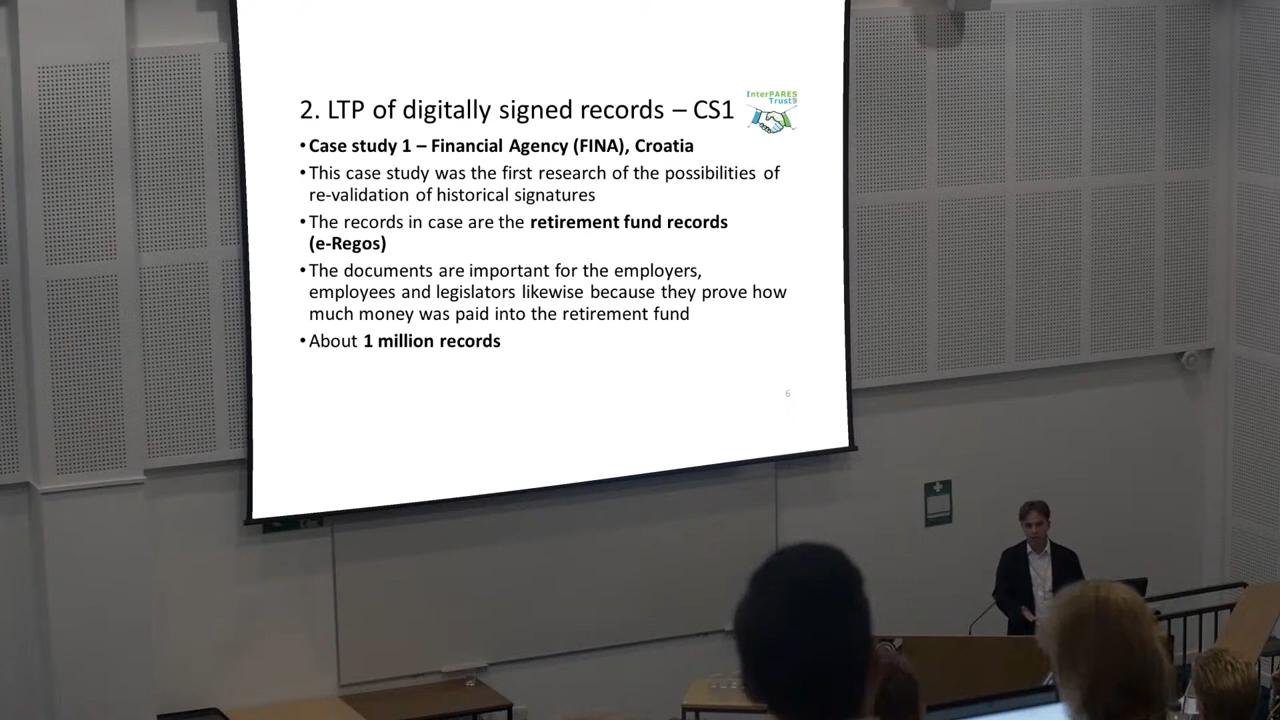 2. LTP of digitally signed records – CS1
InterPARES
Trust
• Case study 1 – Financial Agency (FINA), Croatia
• This case study was the first research of the possibilities of
re-validation of historical signatures
• The records in case are the retirement fund records
(e-Regos)
• The documents are important for the employers,
employees and legislators likewise because they prove how
much money was paid into the retirement fund
• About 1 million records
6